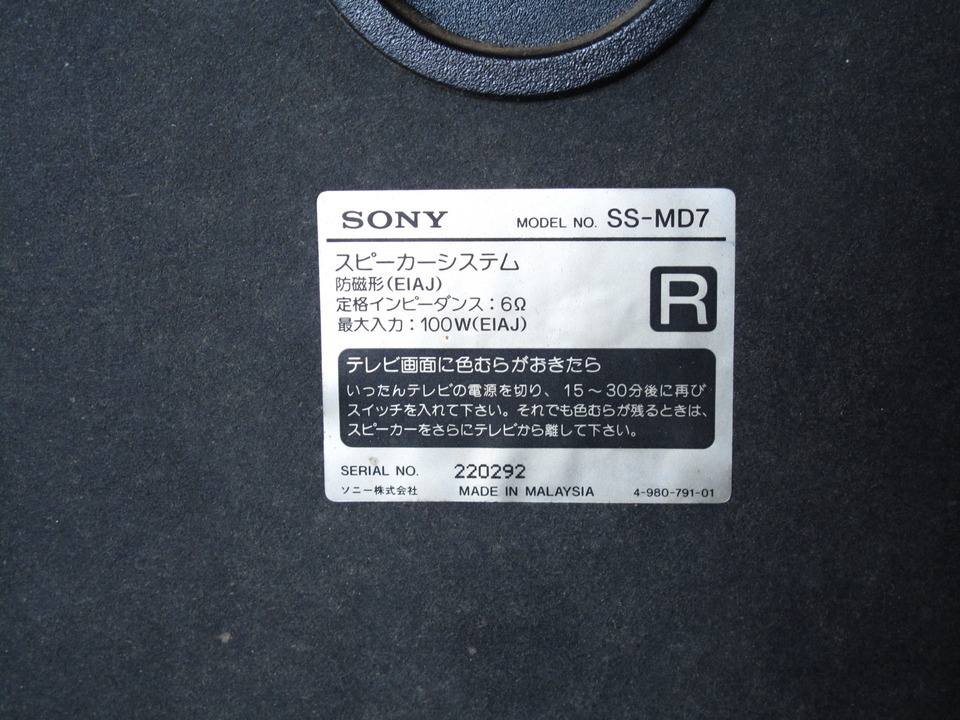 SONY MODEL NO. SS-MD7
スピーカーシステム
防磁形(EIAJ)
定格インピーダンス：6Ω
最大入力：100W(EIAJ)
R
テレビ画面に色むらがおきたら
いったんテレビの電源を切り、15～30分後に再び
スイッチを入れて下さい。それでも色むらが残るときは、
スピーカーをさらにテレビから離して下さい。
SERIAL NO. 220292
ソニー株式会社 MADE IN MALAYSIA 4-980-791-01